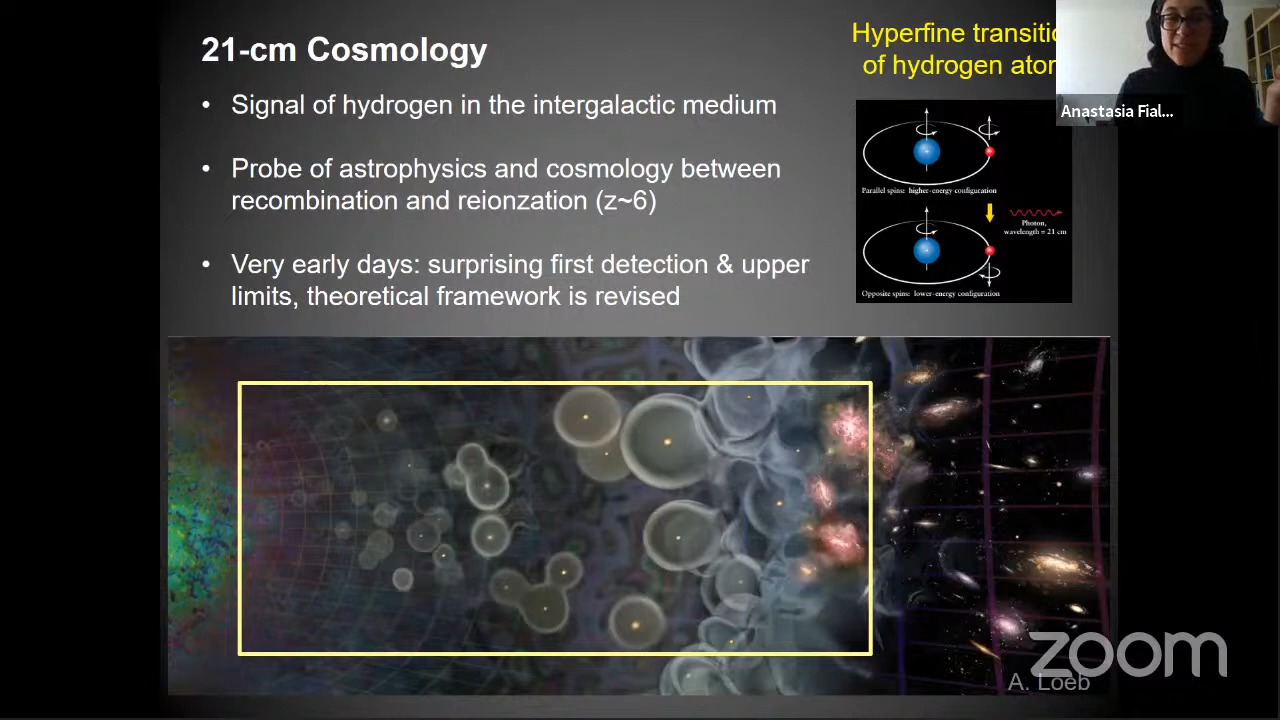 21-cm Cosmology
• Signal of hydrogen in the intergalactic medium
• Probe of astrophysics and cosmology between
recombination and reionzation (z~6)
• Very early days: surprising first detection & upper
limits, theoretical framework is revised
Hyperfine transitio
of hydrogen ator
Anastasia Fial...
Parallel spins: higher-energy configuration
Photon,
wavelength = 21 cm
Opposite spins: lower-energy configuration
zoom
A. Loeb